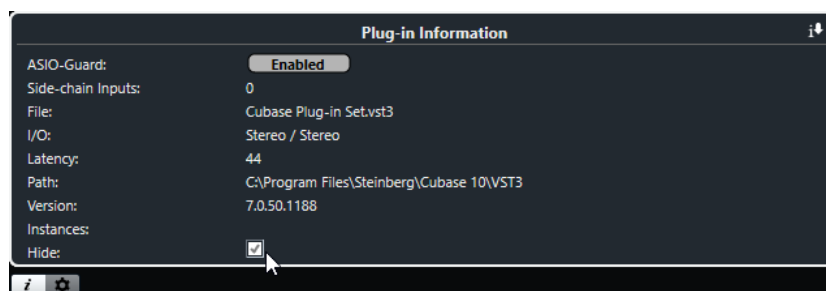 Plug-in Information
ASIO-Guard: Enabled
Side-chain Inputs: 0
File: Cubase Plug-in Set.vst3
I/O: Stereo / Stereo
Latency: 44
Path: C:\Program Files\Steinberg\Cubase 10\VST3
Version: 7.0.50.1188
Instances:
Hide: